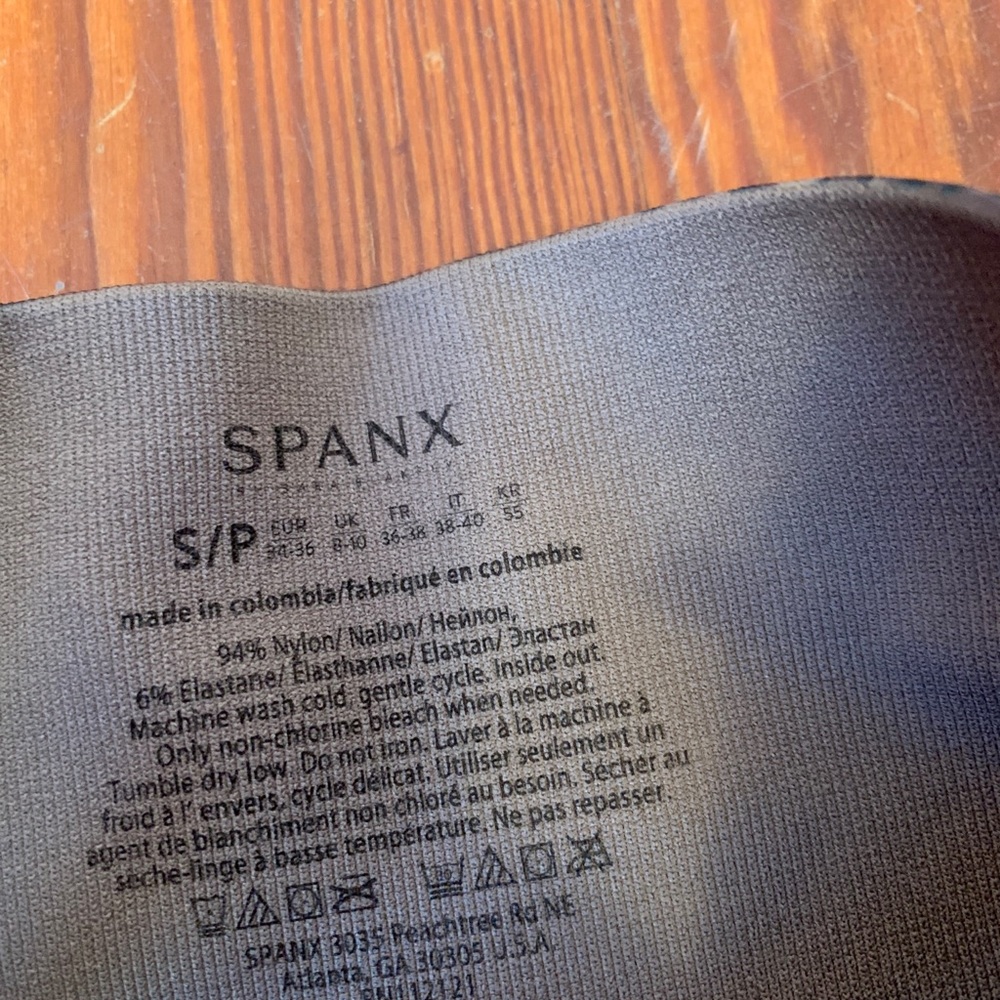 SPANX
BY SARA BLAKELY
S/P EUR UK FR IT KR
34-36 8-10 36-38 38-40 55
made in colombia/fabriqué en colombie
94% Nylon/ Nailon/ Нейлон,
6% Elastane/ Élasthanne/ Elastan/ Эластан
Machine wash cold, gentle cycle. Inside out.
Only non-chlorine bleach when needed.
Tumble dry low. Do not iron. Laver à la machine à
froid à l’ envers, cycle délicat. Utiliser seulement un
agent de blanchiment non chloré au besoin. Sécher au
sèche-linge à basse température. Ne pas repasser.
SPANX 3035 Peachtree Rd NE
Atlanta, GA 30305 U.S.A.
RN112121